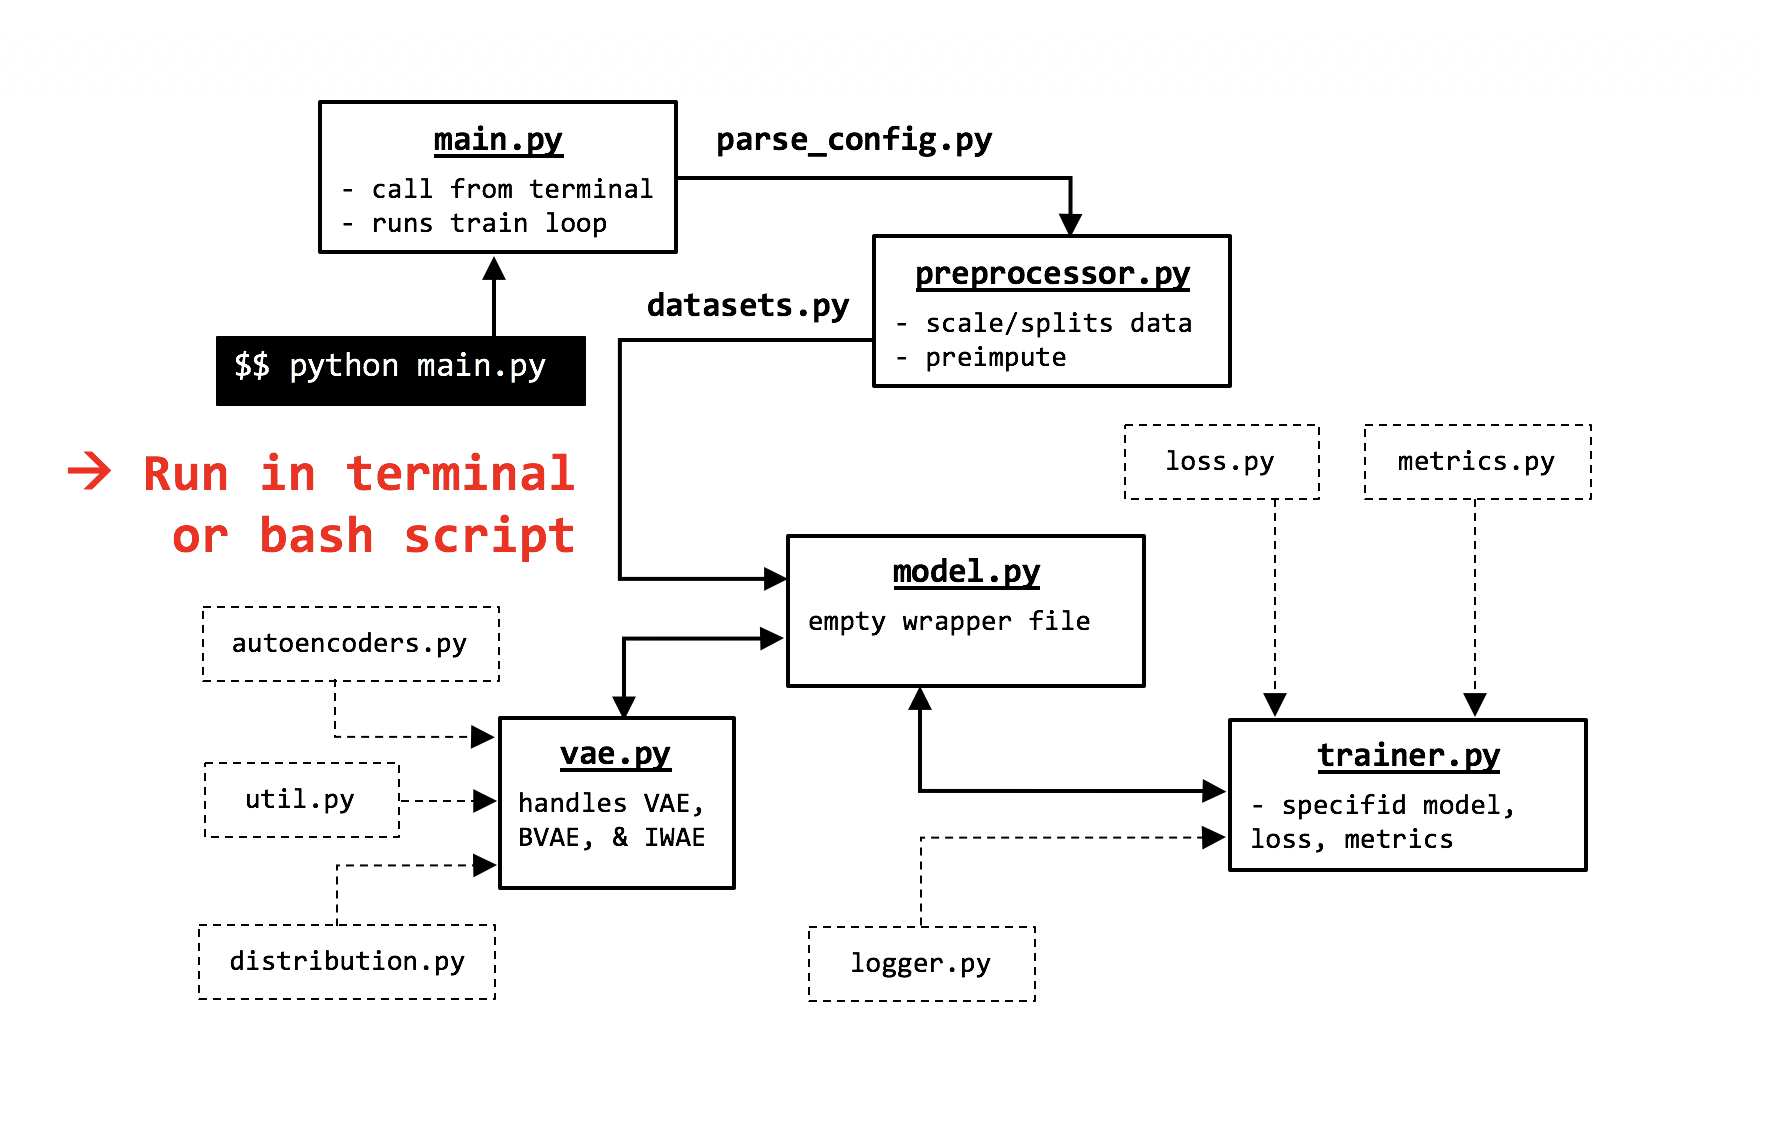 main.py
- call from terminal
- runs train loop
parse_config.py
preprocessor.py
- scale/splits data
- preimpute
datasets.py
$$ python main.py
→ Run in terminal
or bash script
loss.py
metrics.py
model.py
empty wrapper file
autoencoders.py
util.py
distribution.py
vae.py
handles VAE,
BVAE, & IWAE
trainer.py
- specifid model,
loss, metrics
logger.py